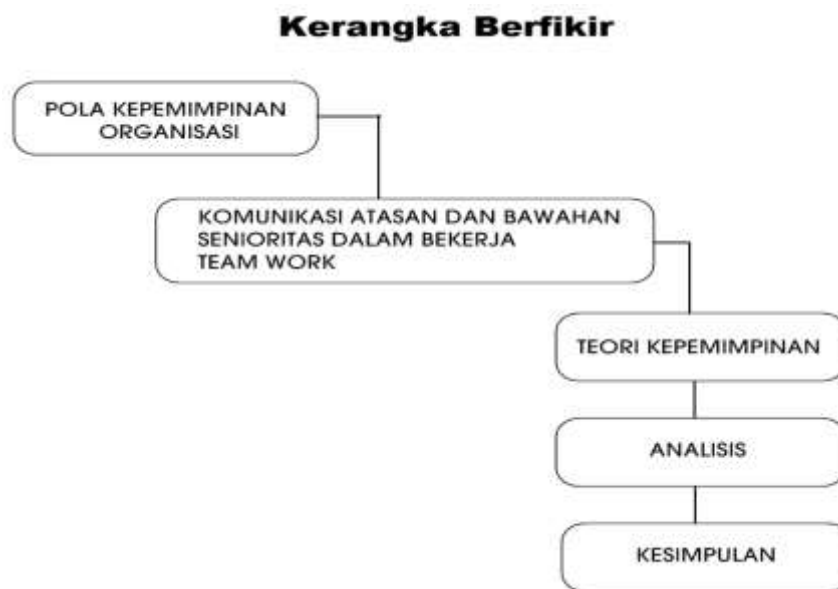 Kerangka Berfikir
POLA KEPEMIMPINAN
ORGANISASI
KOMUNIKASI ATASAN DAN BAWAHAN
SENIORITAS DALAM BEKERJA
TEAM WORK
TEORI KEPEMIMPINAN
ANALISIS
KESIMPULAN